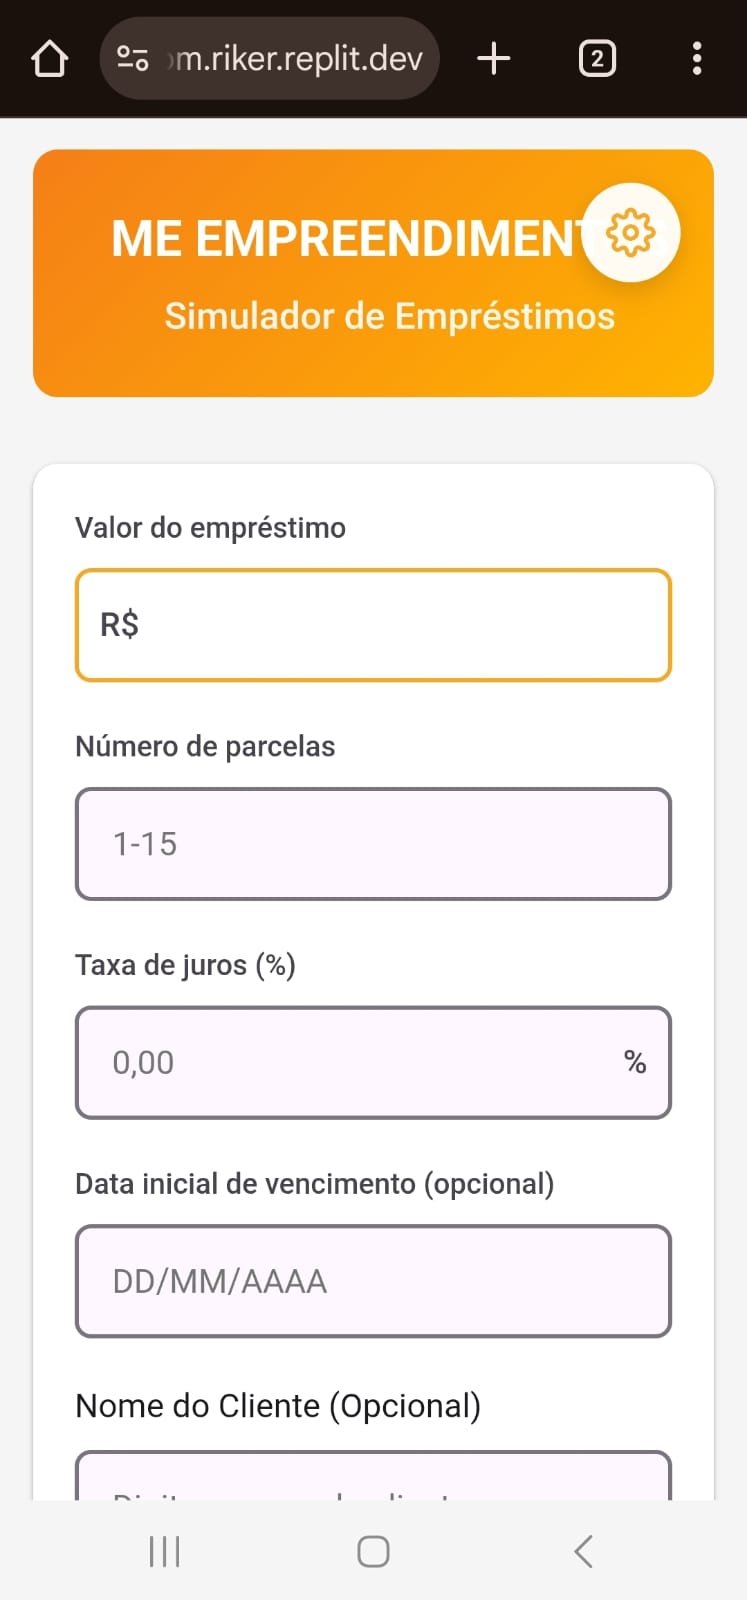 m.riker.replit.dev
2
ME EMPREENDIMENT
Simulador de Empréstimos
Valor do empréstimo
R$
Número de parcelas
1-15
Taxa de juros (%)
0,00 %
Data inicial de vencimento (opcional)
DD/MM/AAAA
Nome do Cliente (Opcional)